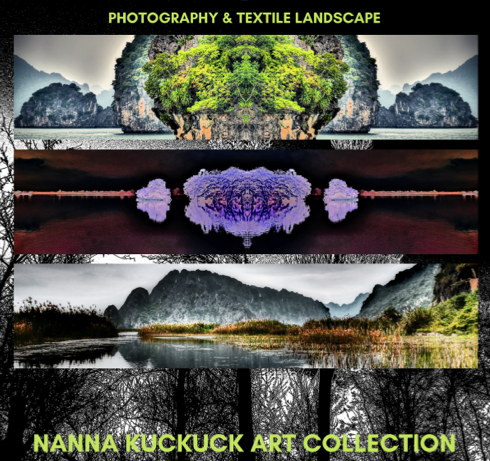 PHOTOGRAPHY & TEXTILE LANDSCAPE
NANNA KUCKUCK ART COLLECTION